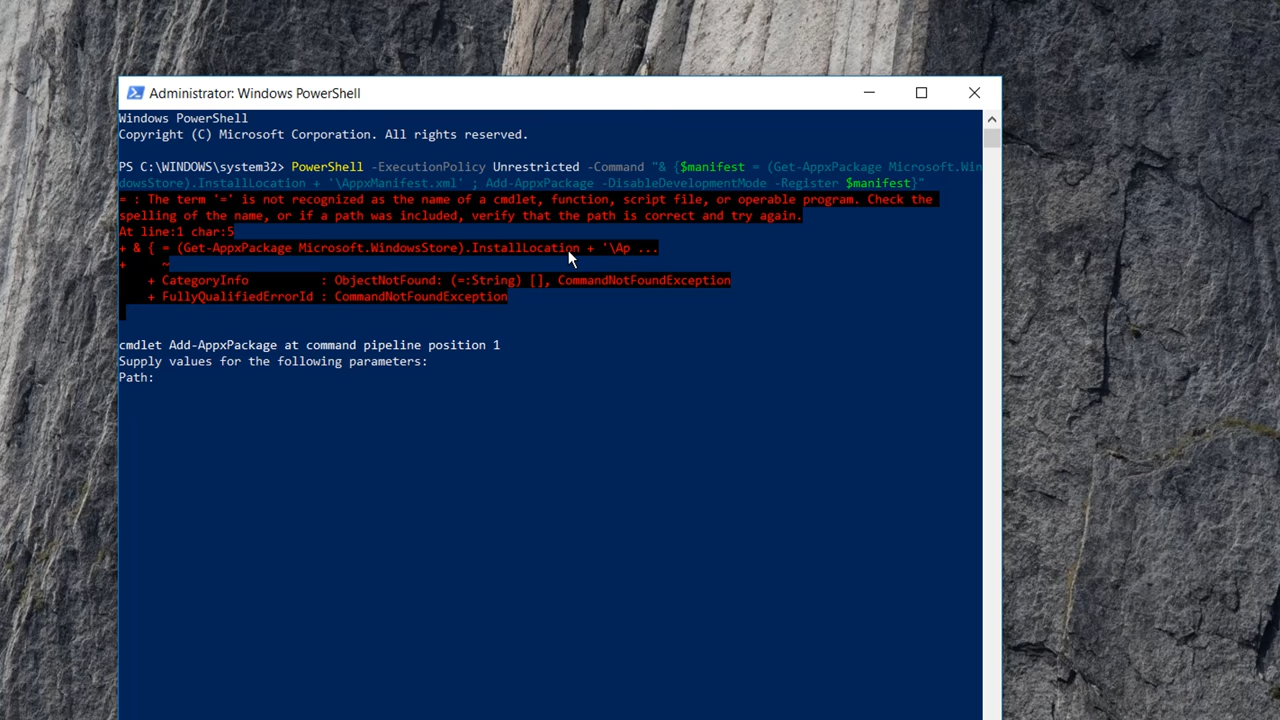 Administrator: Windows PowerShell
Windows PowerShell
Copyright (C) Microsoft Corporation. All rights reserved.
PS C:\WINDOWS\system32> PowerShell -ExecutionPolicy Unrestricted -Command "& {$manifest = (Get-AppxPackage Microsoft.Win
dowsStore).InstallLocation + '\AppxManifest.xml' ; Add-AppxPackage -DisableDevelopmentMode -Register $manifest}"
= : The term '=' is not recognized as the name of a cmdlet, function, script file, or operable program. Check the
spelling of the name, or if a path was included, verify that the path is correct and try again.
At line:1 char:5
+ & { = (Get-AppxPackage Microsoft.WindowsStore).InstallLocation + '\Ap ...
+     ~
    + CategoryInfo          : ObjectNotFound: (=:String) [], CommandNotFoundException
    + FullyQualifiedErrorId : CommandNotFoundException
cmdlet Add-AppxPackage at command pipeline position 1
Supply values for the following parameters:
Path: